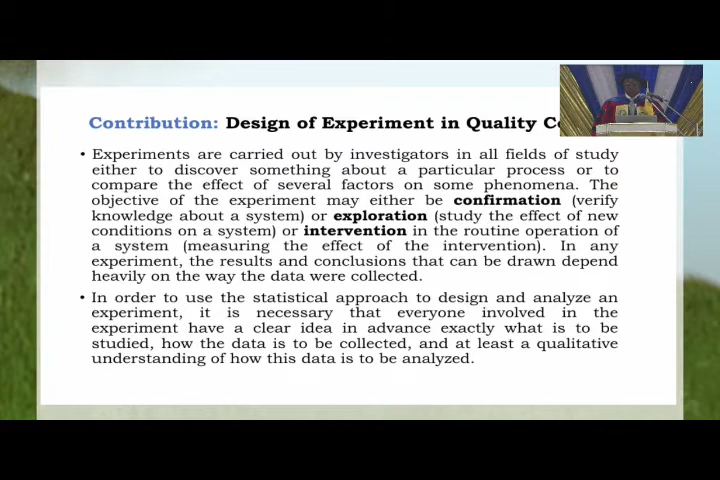 Contribution: Design of Experiment in Quality
• Experiments are carried out by investigators in all fields of study
either to discover something about a particular process or to
compare the effect of several factors on some phenomena. The
objective of the experiment may either be confirmation (verify
knowledge about a system) or exploration (study the effect of new
conditions on a system) or intervention in the routine operation of
a system (measuring the effect of the intervention). In any
experiment, the results and conclusions that can be drawn depend
heavily on the way the data were collected.
• In order to use the statistical approach to design and analyze an
experiment, it is necessary that everyone involved in the
experiment have a clear idea in advance exactly what is to be
studied, how the data is to be collected, and at least a qualitative
understanding of how this data is to be analyzed.